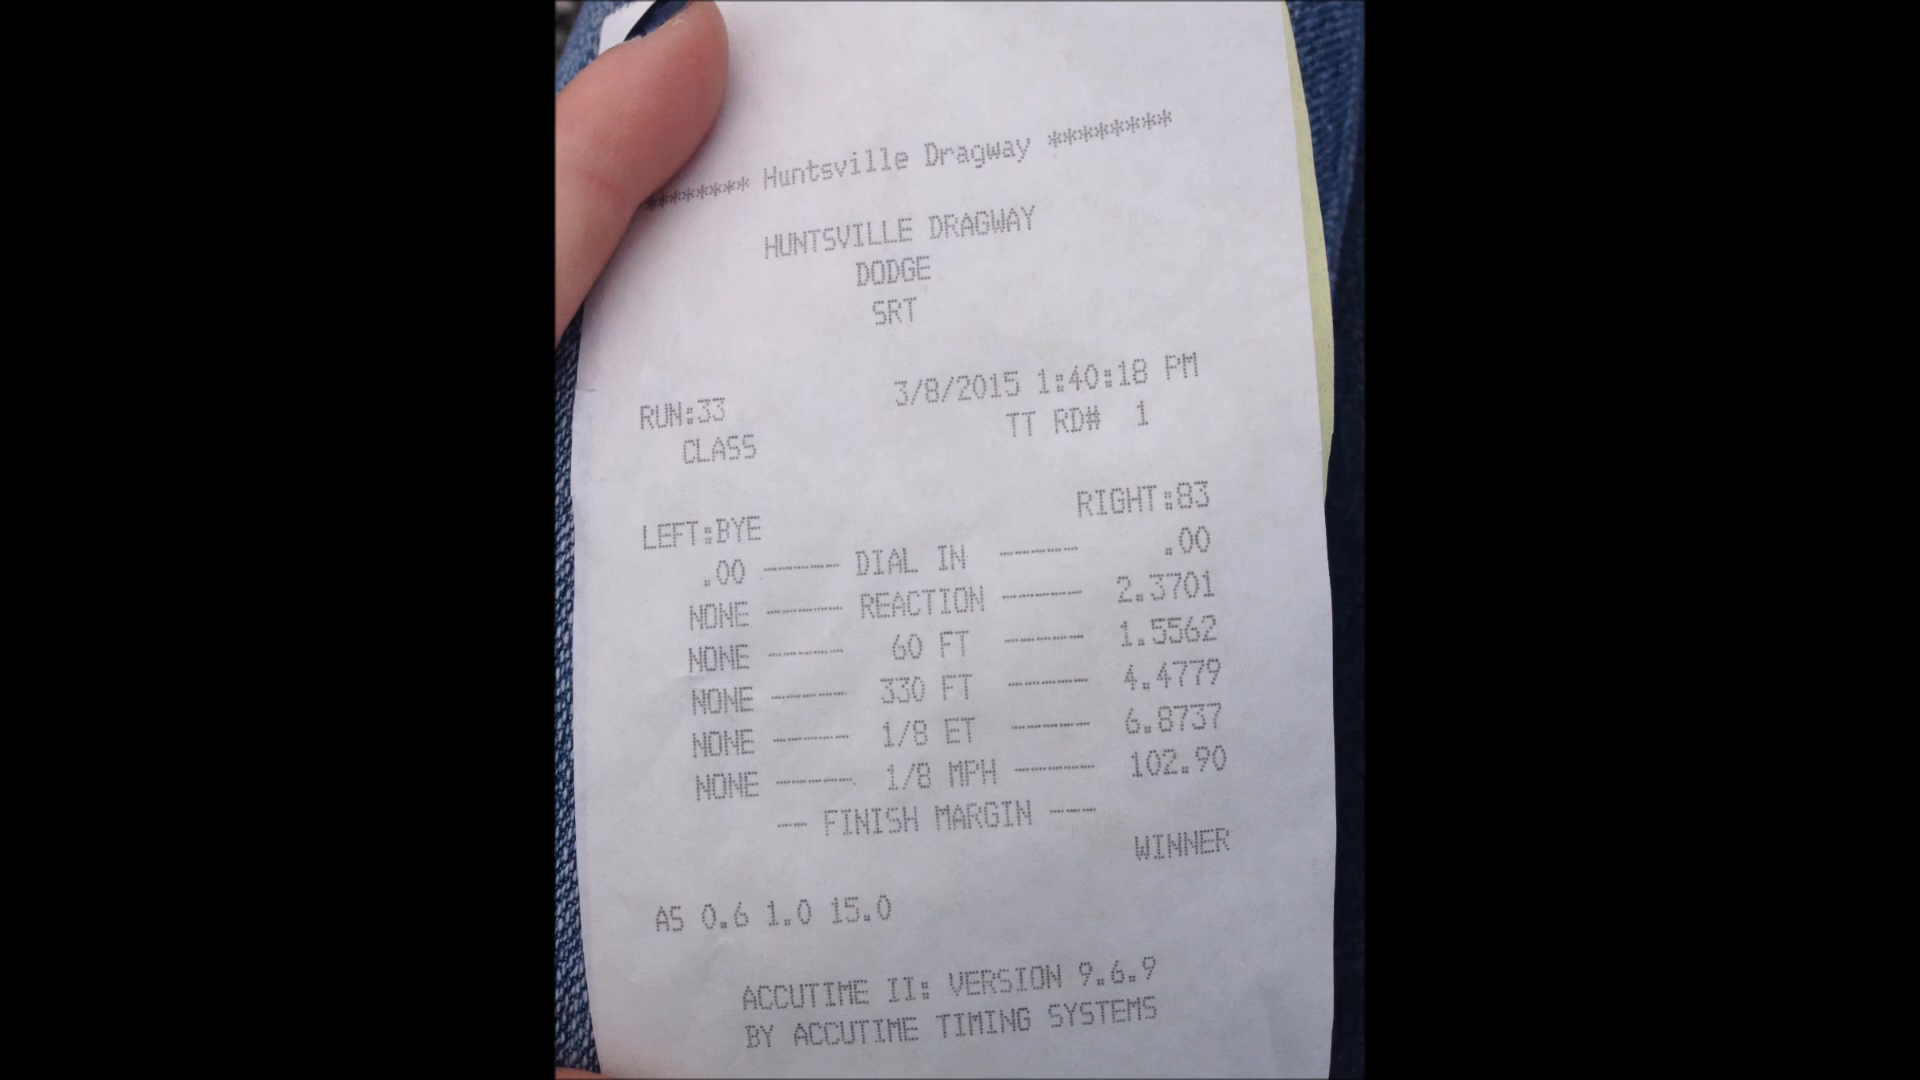 ******* Huntsville Dragway ********
HUNTSVILLE DRAGWAY
DODGE
SRT
RUN:33 3/8/2015 1:40:18 PM
CLASS TT RD# 1
LEFT:BYE RIGHT:83
.00 ----- DIAL IN ----- .00
NONE ----- REACTION ----- 2.3701
NONE ----- 60 FT ----- 1.5562
NONE ----- 330 FT ----- 4.4779
NONE ----- 1/8 ET ----- 6.8737
NONE ----- 1/8 MPH ----- 102.90
-- FINISH MARGIN ---
WINNER
AS 0.6 1.0 15.0
ACCUTIME II: VERSION 9.6.9
BY ACCUTIME TIMING SYSTEMS